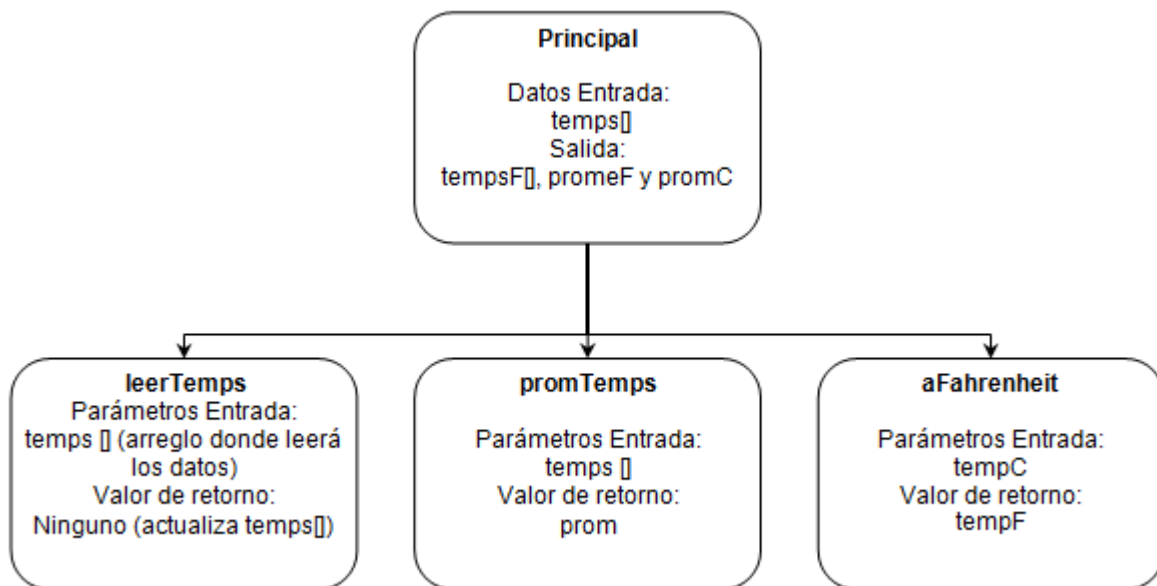 Principal
Datos Entrada:
temps[]
Salida:
tempsF[], promeF y promC
leerTemps
Parámetros Entrada:
temps [] (arreglo donde leerá
los datos)
Valor de retorno:
Ninguno (actualiza temps[])
promTemps
Parámetros Entrada:
temps []
Valor de retorno:
prom
aFahrenheit
Parámetros Entrada:
tempC
Valor de retorno:
tempF